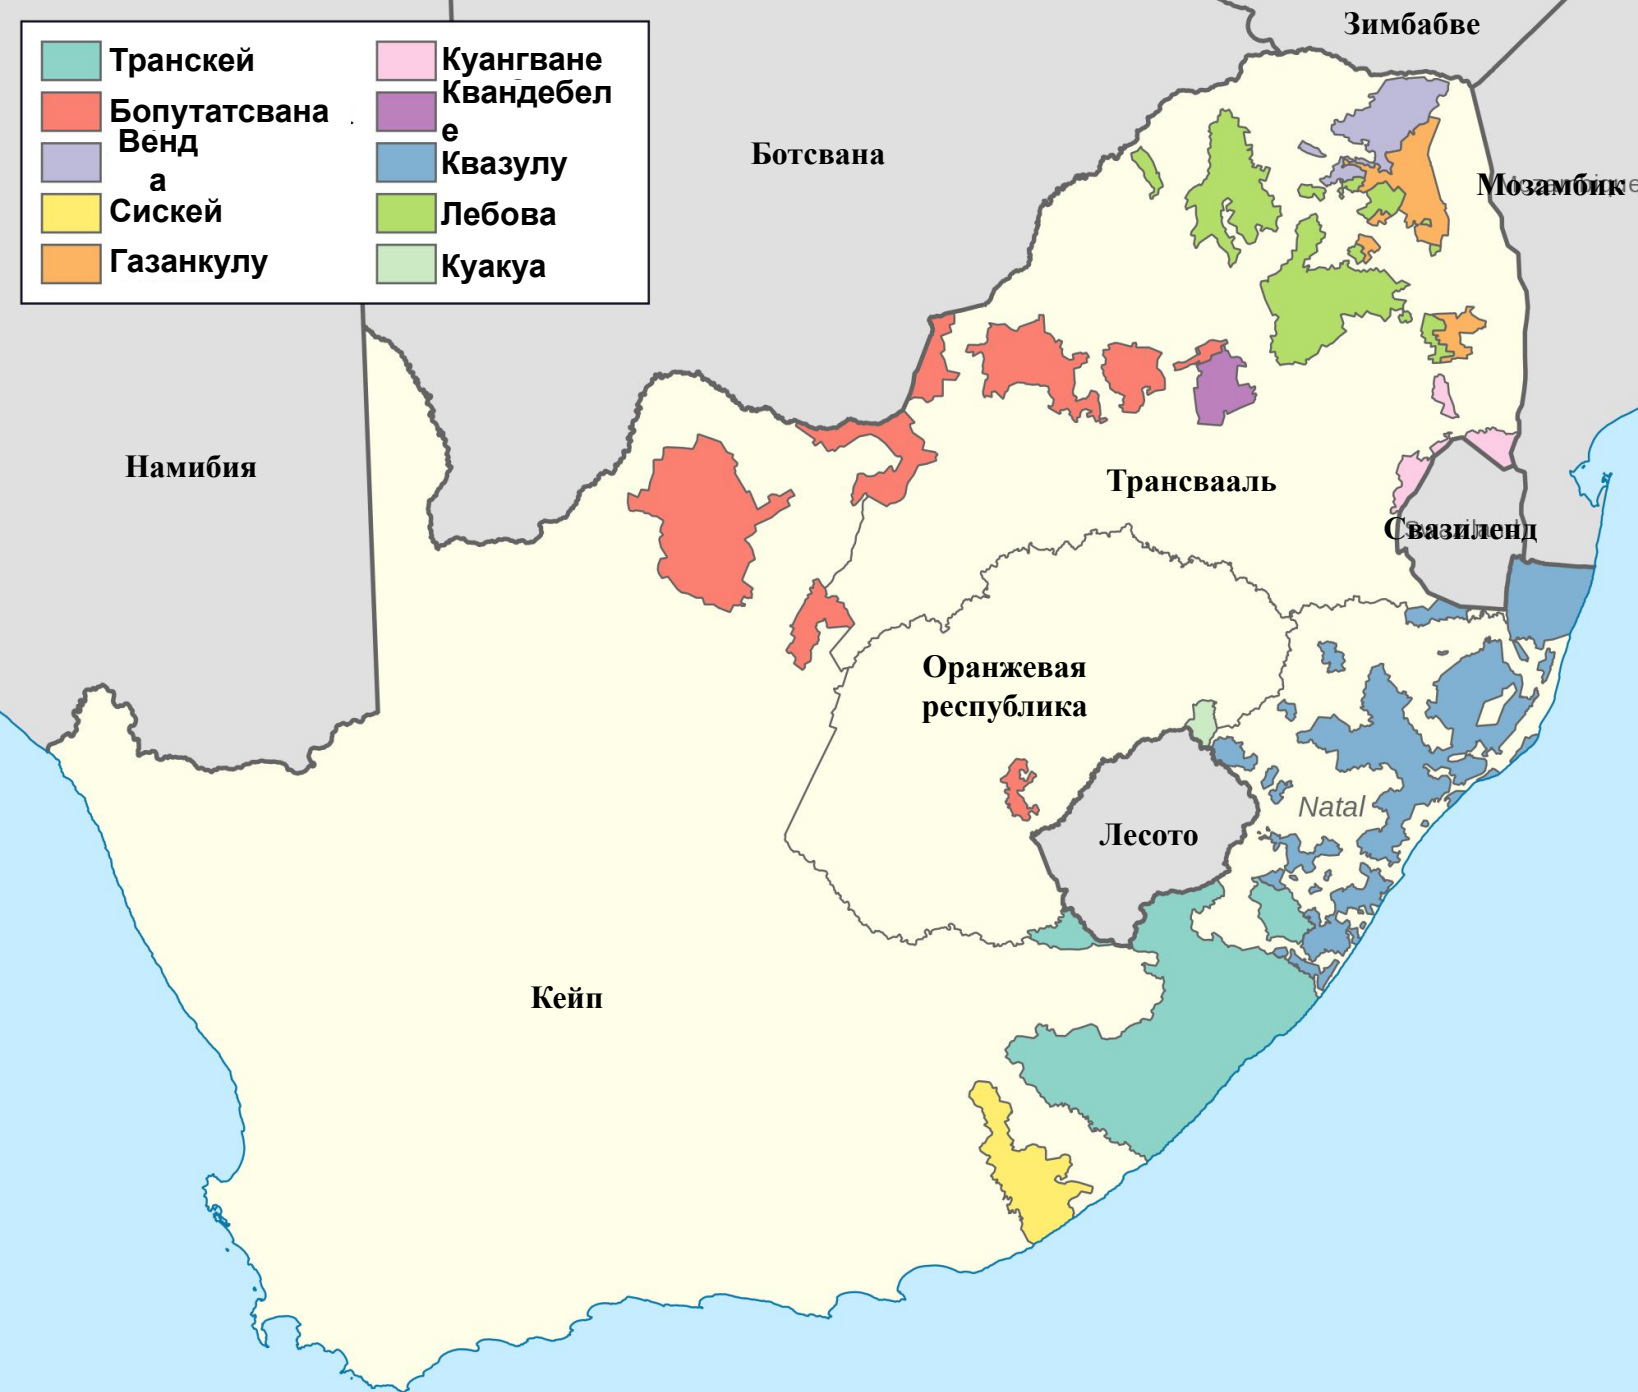 Транскей
Бопутатсвана
Венд
а
Сискей
Газанкулу
Куангване
Квандебел
е
Квазулу
Лебова
Куакуа
Зимбабве
Ботсвана
Мозамбик
Намибия
Трансвааль
Свазиленд
Оранжевая
республика
Natal
Лесото
Кейп